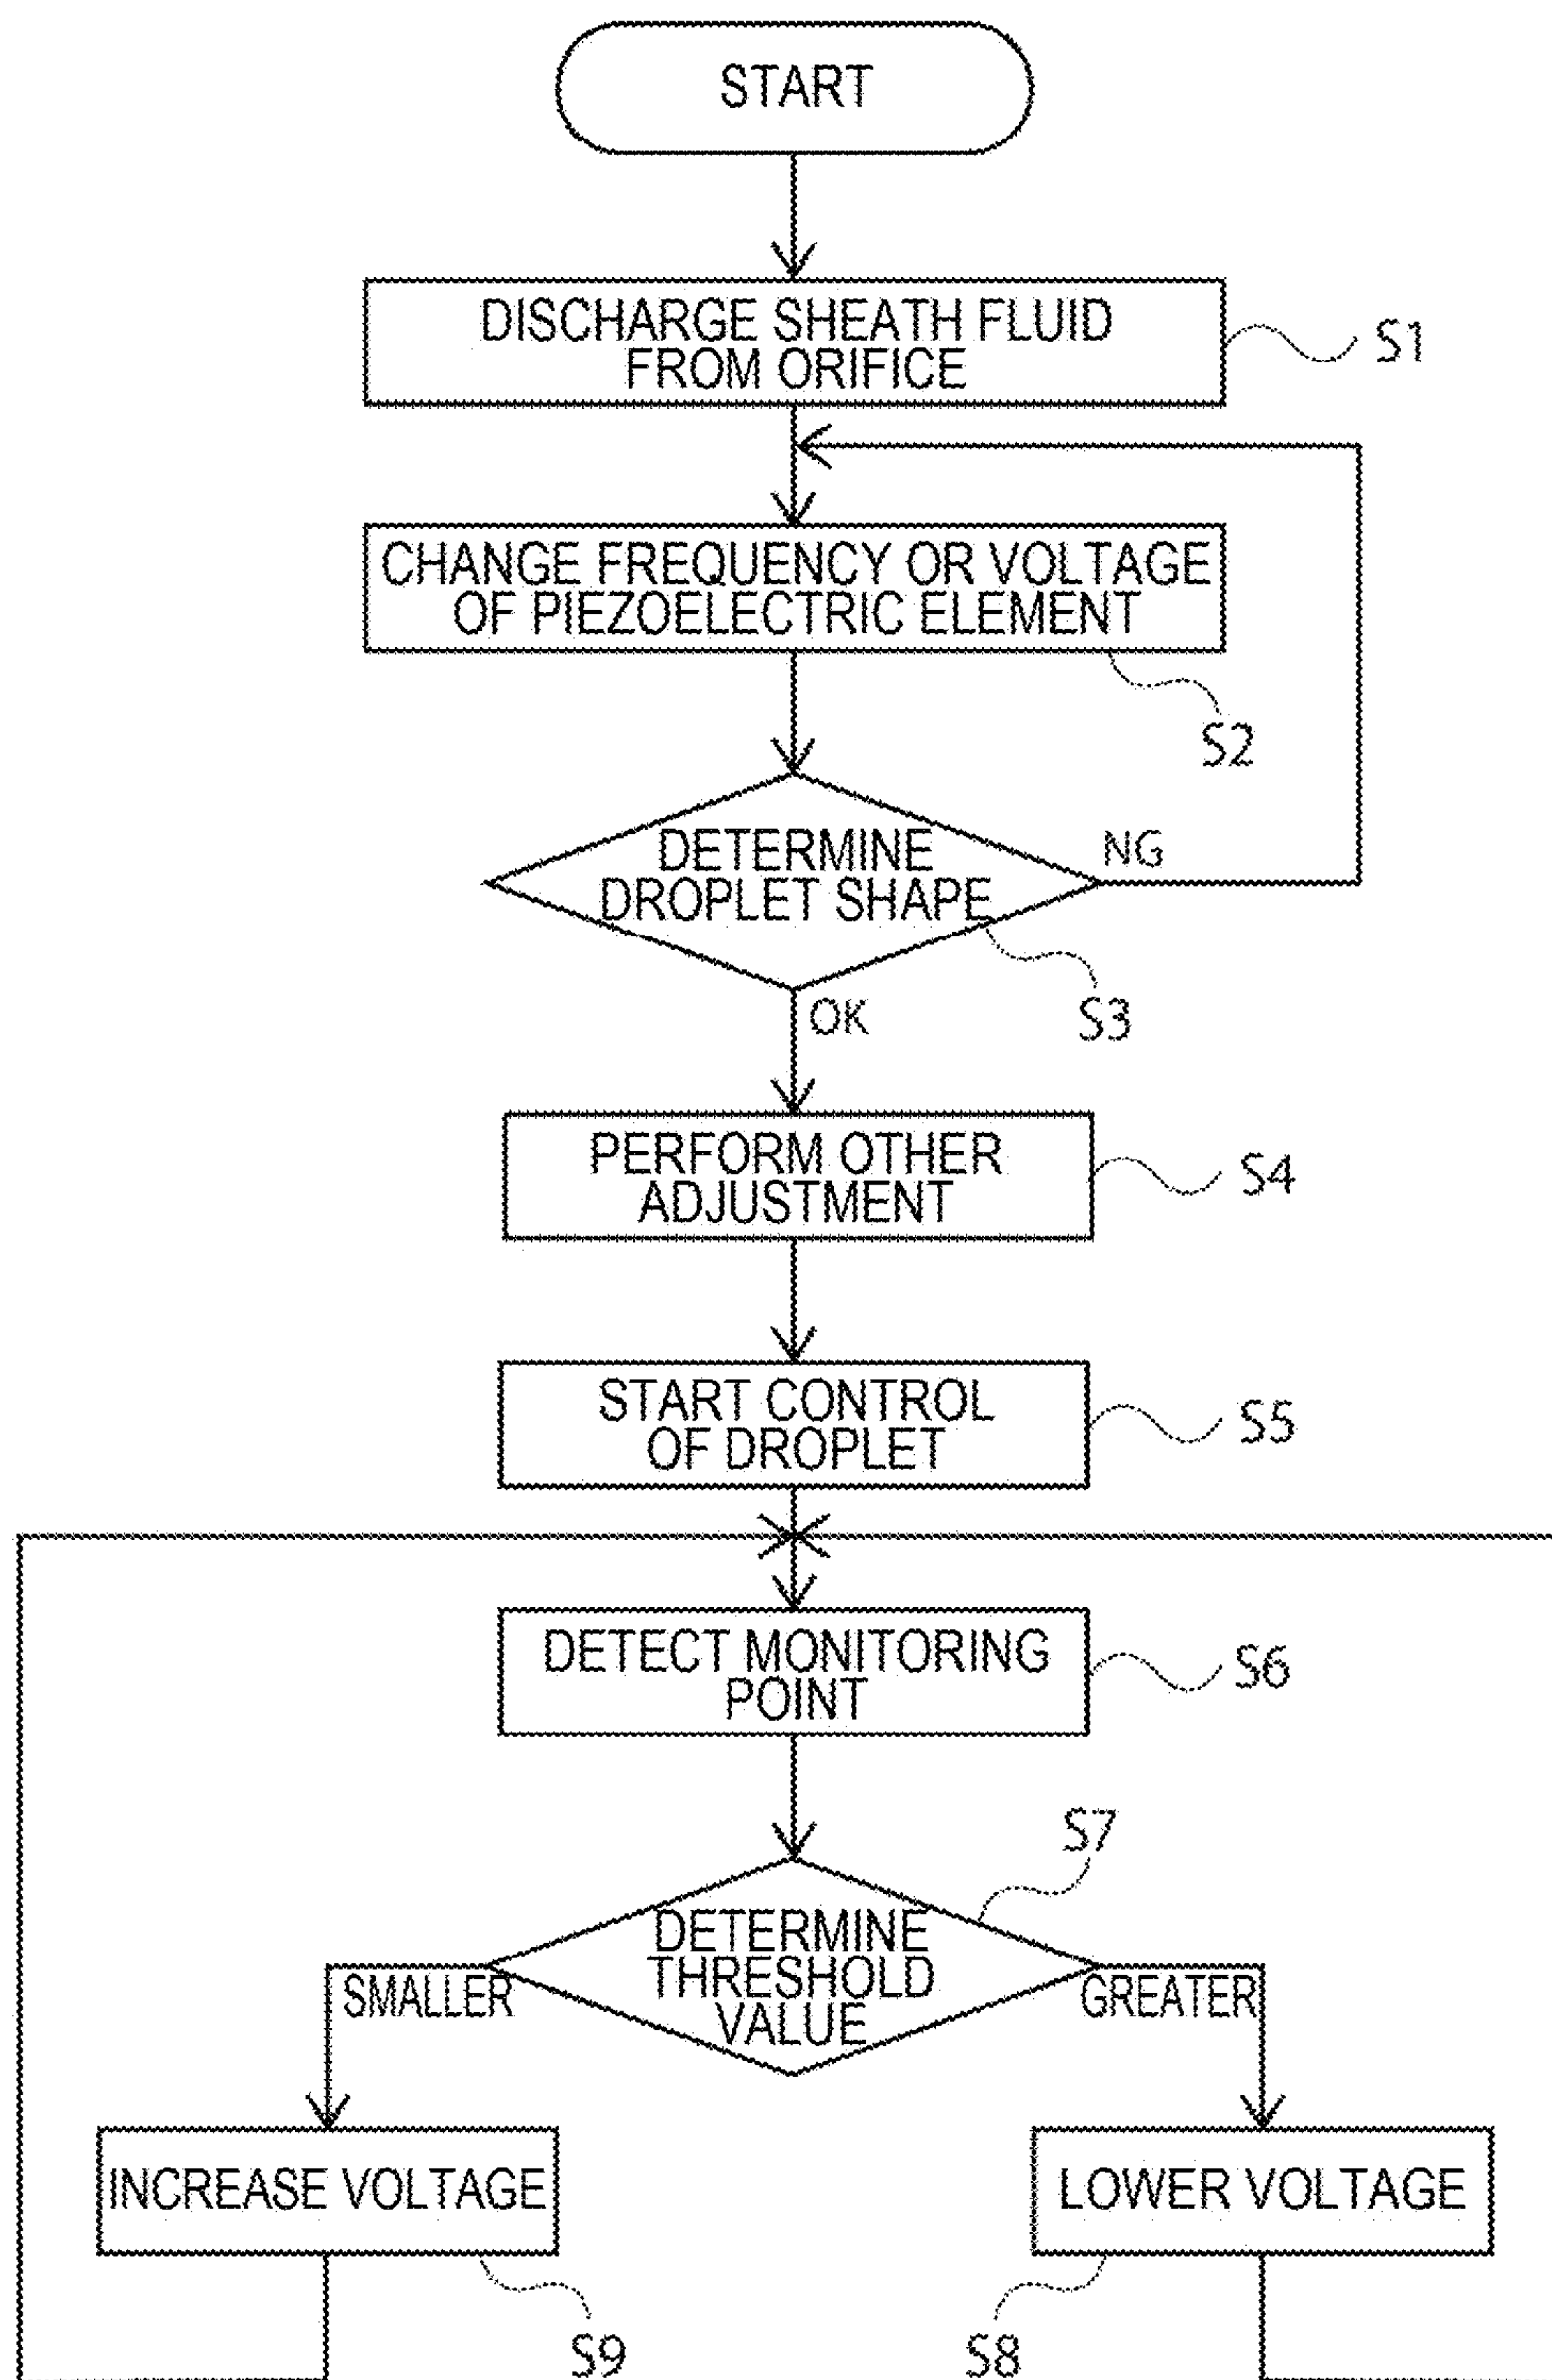 START
DISCHARGE SHEATH FLUID
FROM ORIFICE
S1
CHANGE FREQUENCY OR VOLTAGE
OF PIEZOELECTRIC ELEMENT
S2
DETERMINE
DROPLET SHAPE
NG
S3
OK
PERFORM OTHER
ADJUSTMENT
S4
START CONTROL
OF DROPLET
S5
DETECT MONITORING
POINT
S6
S7
DETERMINE
THRESHOLD
VALUE
SMALLER
GREATER
INCREASE VOLTAGE
LOWER VOLTAGE
S9
S8